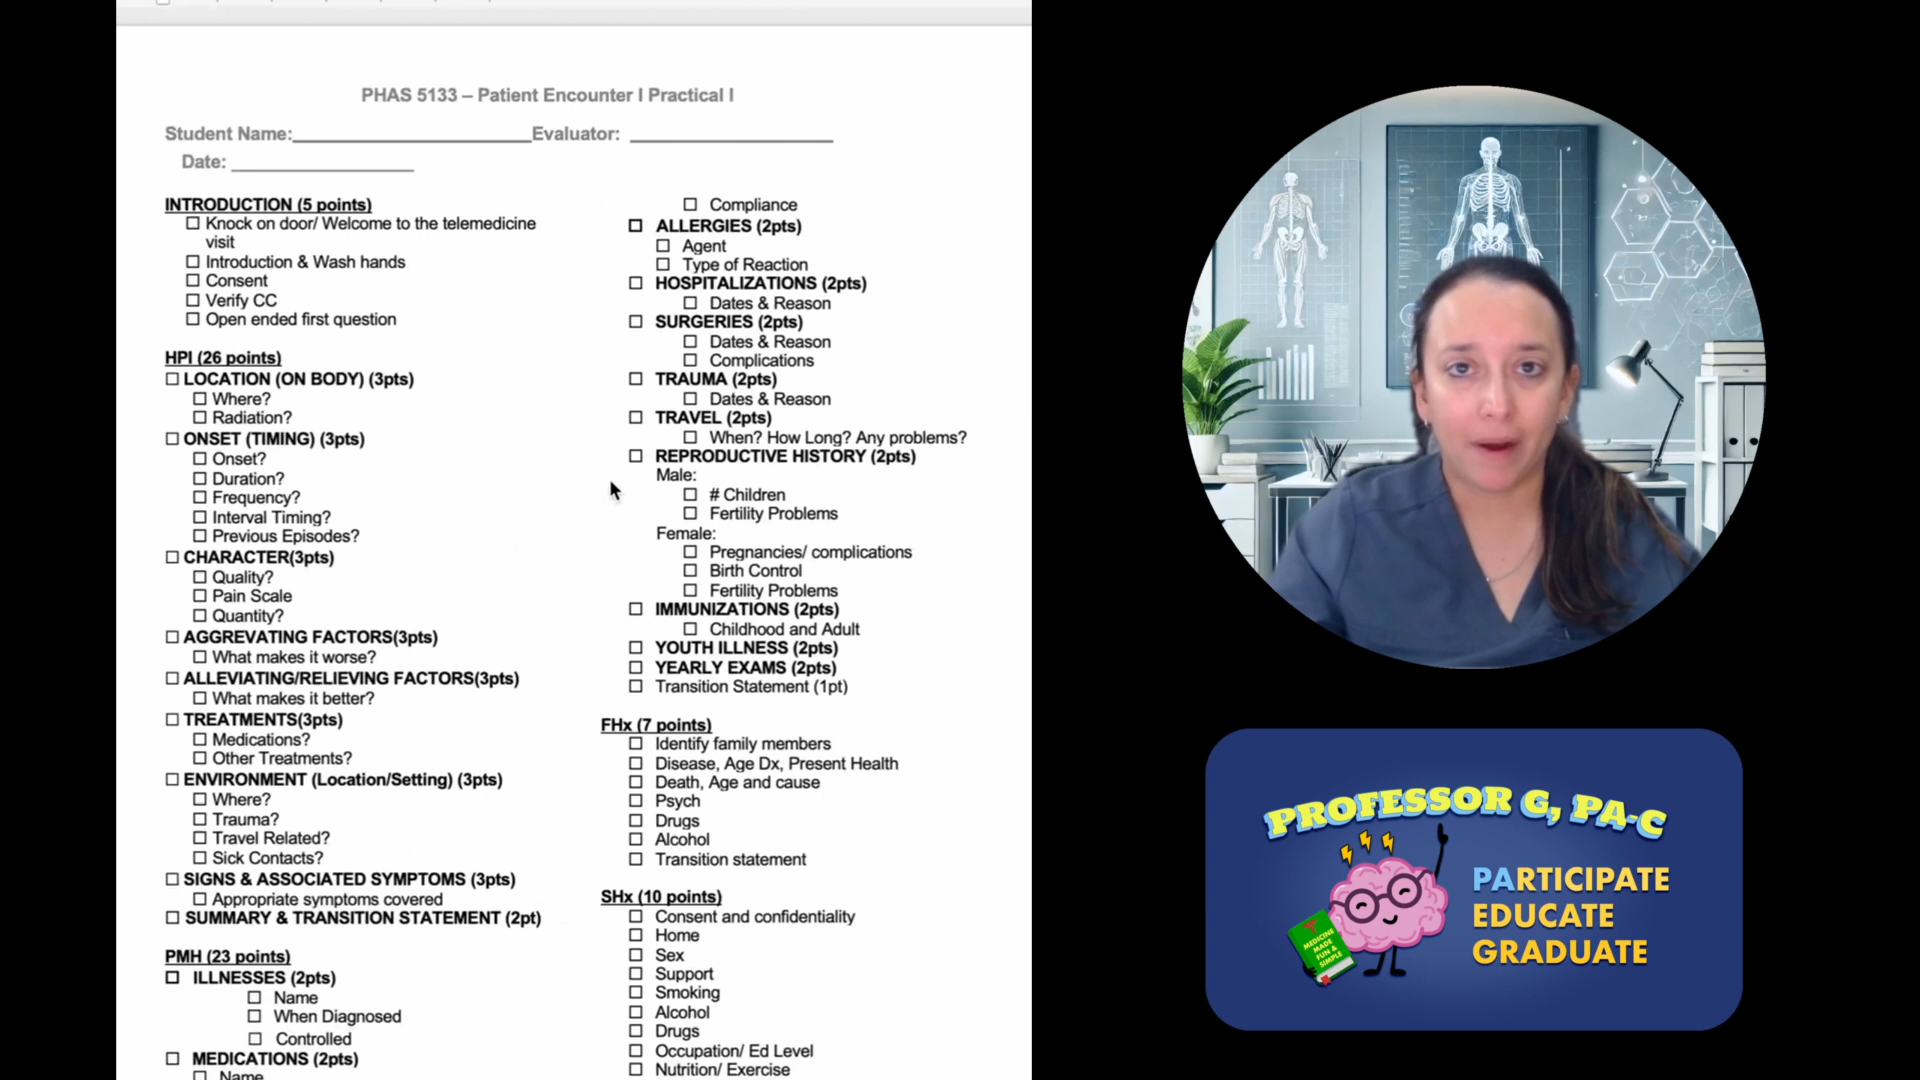 PHAS 5133 – Patient Encounter I Practical I
Student Name:__________________________Evaluator: ______________________
Date: ____________________
INTRODUCTION (5 points)
☐ Knock on door/ Welcome to the telemedicine
visit
☐ Introduction & Wash hands
☐ Consent
☐ Verify CC
☐ Open ended first question
HPI (26 points)
☐ LOCATION (ON BODY) (3pts)
☐ Where?
☐ Radiation?
☐ ONSET (TIMING) (3pts)
☐ Onset?
☐ Duration?
☐ Frequency?
☐ Interval Timing?
☐ Previous Episodes?
☐ CHARACTER(3pts)
☐ Quality?
☐ Pain Scale
☐ Quantity?
☐ AGGREVATING FACTORS(3pts)
☐ What makes it worse?
☐ ALLEVIATING/RELIEVING FACTORS(3pts)
☐ What makes it better?
☐ TREATMENTS(3pts)
☐ Medications?
☐ Other Treatments?
☐ ENVIRONMENT (Location/Setting) (3pts)
☐ Where?
☐ Trauma?
☐ Travel Related?
☐ Sick Contacts?
☐ SIGNS & ASSOCIATED SYMPTOMS (3pts)
☐ Appropriate symptoms covered
☐ SUMMARY & TRANSITION STATEMENT (2pt)
PMH (23 points)
☐ ILLNESSES (2pts)
☐ Name
☐ When Diagnosed
☐ Controlled
☐ MEDICATIONS (2pts)
☐ Name
☐ Compliance
☐ ALLERGIES (2pts)
☐ Agent
☐ Type of Reaction
☐ HOSPITALIZATIONS (2pts)
☐ Dates & Reason
☐ SURGERIES (2pts)
☐ Dates & Reason
☐ Complications
☐ TRAUMA (2pts)
☐ Dates & Reason
☐ TRAVEL (2pts)
☐ When? How Long? Any problems?
☐ REPRODUCTIVE HISTORY (2pts)
Male:
☐ # Children
☐ Fertility Problems
Female:
☐ Pregnancies/ complications
☐ Birth Control
☐ Fertility Problems
☐ IMMUNIZATIONS (2pts)
☐ Childhood and Adult
☐ YOUTH ILLNESS (2pts)
☐ YEARLY EXAMS (2pts)
☐ Transition Statement (1pt)
FHx (7 points)
☐ Identify family members
☐ Disease, Age Dx, Present Health
☐ Death, Age and cause
☐ Psych
☐ Drugs
☐ Alcohol
☐ Transition statement
SHx (10 points)
☐ Consent and confidentiality
☐ Home
☐ Sex
☐ Support
☐ Smoking
☐ Alcohol
☐ Drugs
☐ Occupation/ Ed Level
☐ Nutrition/ Exercise
PROFESSOR G, PA-C
PARTICIPATE
EDUCATE
GRADUATE
MEDICINE
MADE
FUN &
SIMPLE